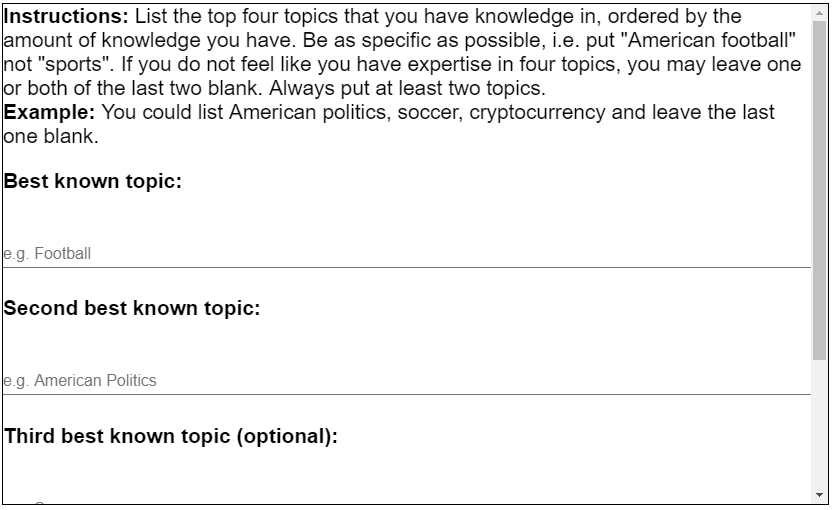 Instructions: List the top four topics that you have knowledge in, ordered by the
amount of knowledge you have. Be as specific as possible, i.e. put "American football"
not "sports". If you do not feel like you have expertise in four topics, you may leave one
or both of the last two blank. Always put at least two topics.
Example: You could list American politics, soccer, cryptocurrency and leave the last
one blank.
Best known topic:
e.g. Football
Second best known topic:
e.g. American Politics
Third best known topic (optional):